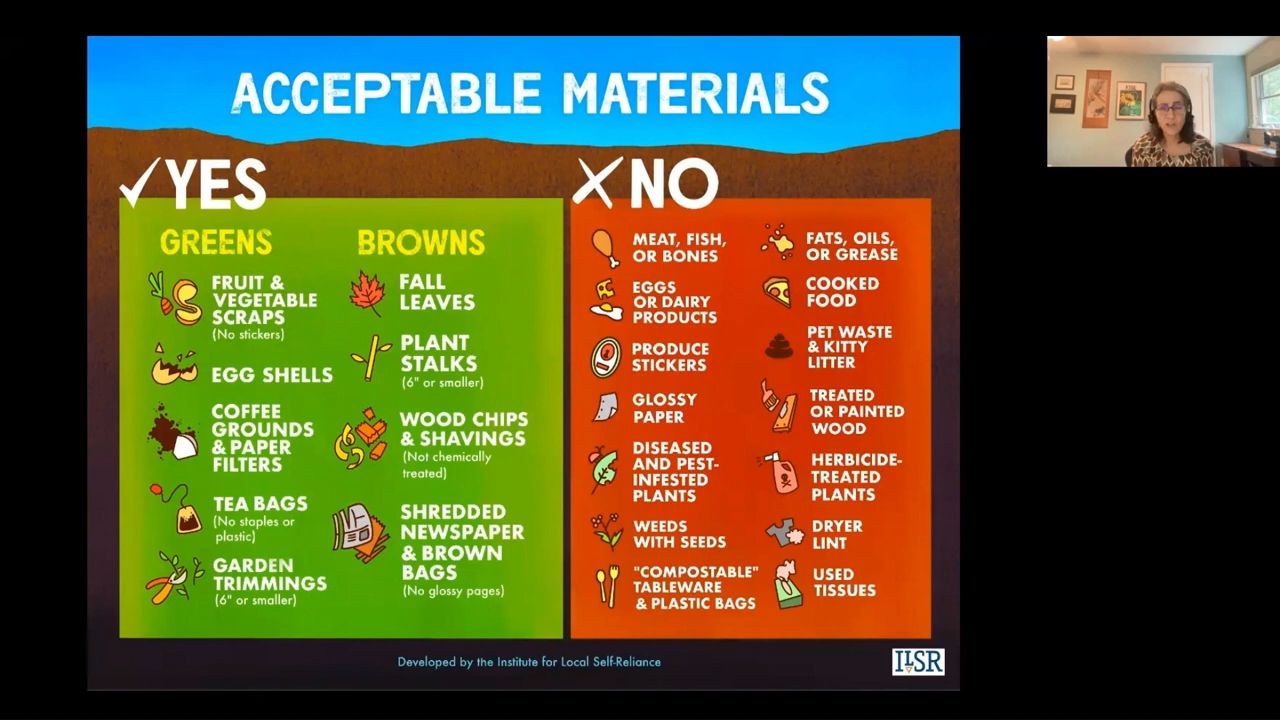 ACCEPTABLE MATERIALS
YES
GREENS
FRUIT &
VEGETABLE
SCRAPS
(No stickers)
EGG SHELLS
COFFEE
GROUNDS
& PAPER
FILTERS
TEA BAGS
(No staples or
plastic)
GARDEN
TRIMMINGS
(6" or smaller)
BROWNS
FALL
LEAVES
PLANT
STALKS
(6" or smaller)
WOOD CHIPS
& SHAVINGS
(Not chemically
treated)
SHREDDED
NEWSPAPER
& BROWN
BAGS
(No glossy pages)
NO
MEAT, FISH,
OR BONES
EGGS
OR DAIRY
PRODUCTS
PRODUCE
STICKERS
GLOSSY
PAPER
DISEASED
AND PEST-
INFESTED
PLANTS
WEEDS
WITH SEEDS
"COMPOSTABLE"
TABLEWARE
& PLASTIC BAGS
FATS, OILS,
OR GREASE
COOKED
FOOD
PET WASTE
& KITTY
LITTER
TREATED
OR PAINTED
WOOD
HERBICIDE-
TREATED
PLANTS
DRYER
LINT
USED
TISSUES
Developed by the Institute for Local Self-Reliance
ILSR